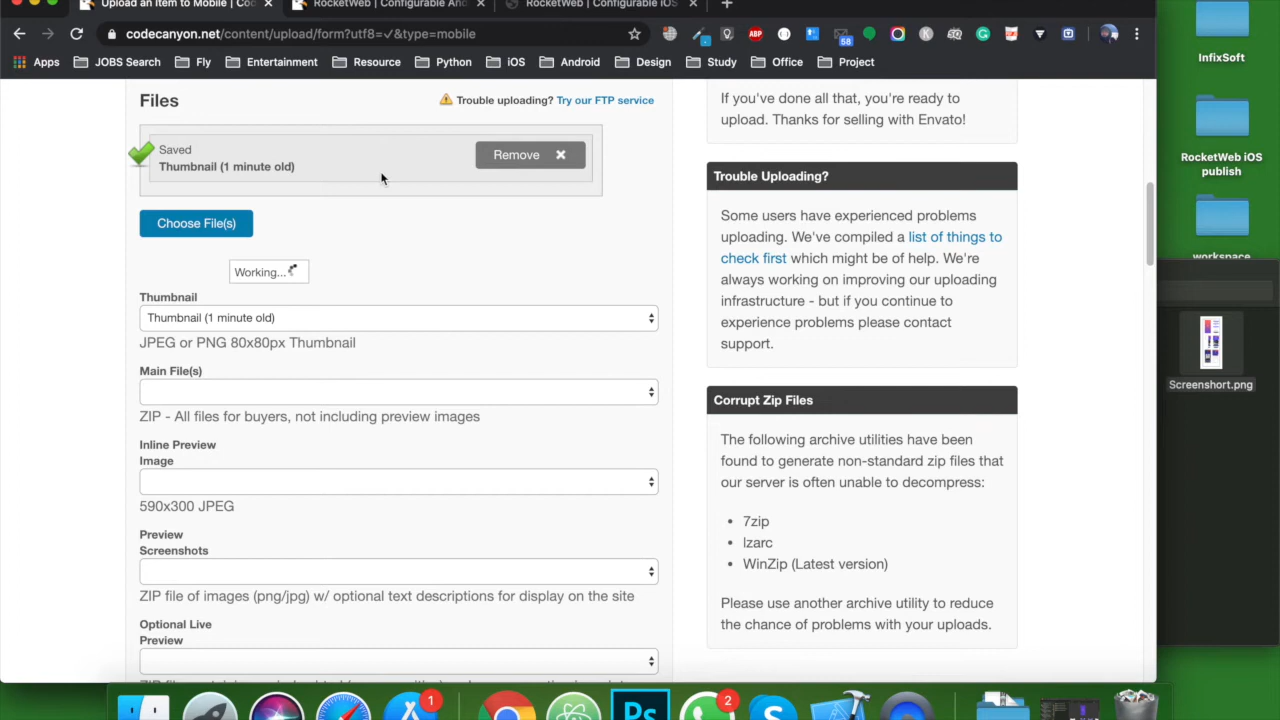 Upload an Item to Mobile | Co
RocketWeb | Configurable And
RocketWeb | Configurable iOS
codecanyon.net/content/upload/form?utf8=✓&type=mobile
ABP
58
Apps
JOBS Search
Fly
Entertainment
Resource
Python
iOS
Android
Design
Study
Office
Project
Files
Trouble uploading? Try our FTP service
Saved
Thumbnail (1 minute old)
Remove
Choose File(s)
Working...
Thumbnail
Thumbnail (1 minute old)
JPEG or PNG 80x80px Thumbnail
Main File(s)
ZIP - All files for buyers, not including preview images
Inline Preview
Image
590x300 JPEG
Preview
Screenshots
ZIP file of images (png/jpg) w/ optional text descriptions for display on the site
Optional Live
Preview
If you've done all that, you're ready to
upload. Thanks for selling with Envato!
Trouble Uploading?
Some users have experienced problems
uploading. We've compiled a list of things to
check first which might be of help. We're
always working on improving our uploading
infrastructure - but if you continue to
experience problems please contact
support.
Corrupt Zip Files
The following archive utilities have been
found to generate non-standard zip files that
our server is often unable to decompress:
• 7zip
• lzarc
• WinZip (Latest version)
Please use another archive utility to reduce
the chance of problems with your uploads.
InfixSoft
RocketWeb iOS
publish
workspace
Screenshort.png
1
Ps
2